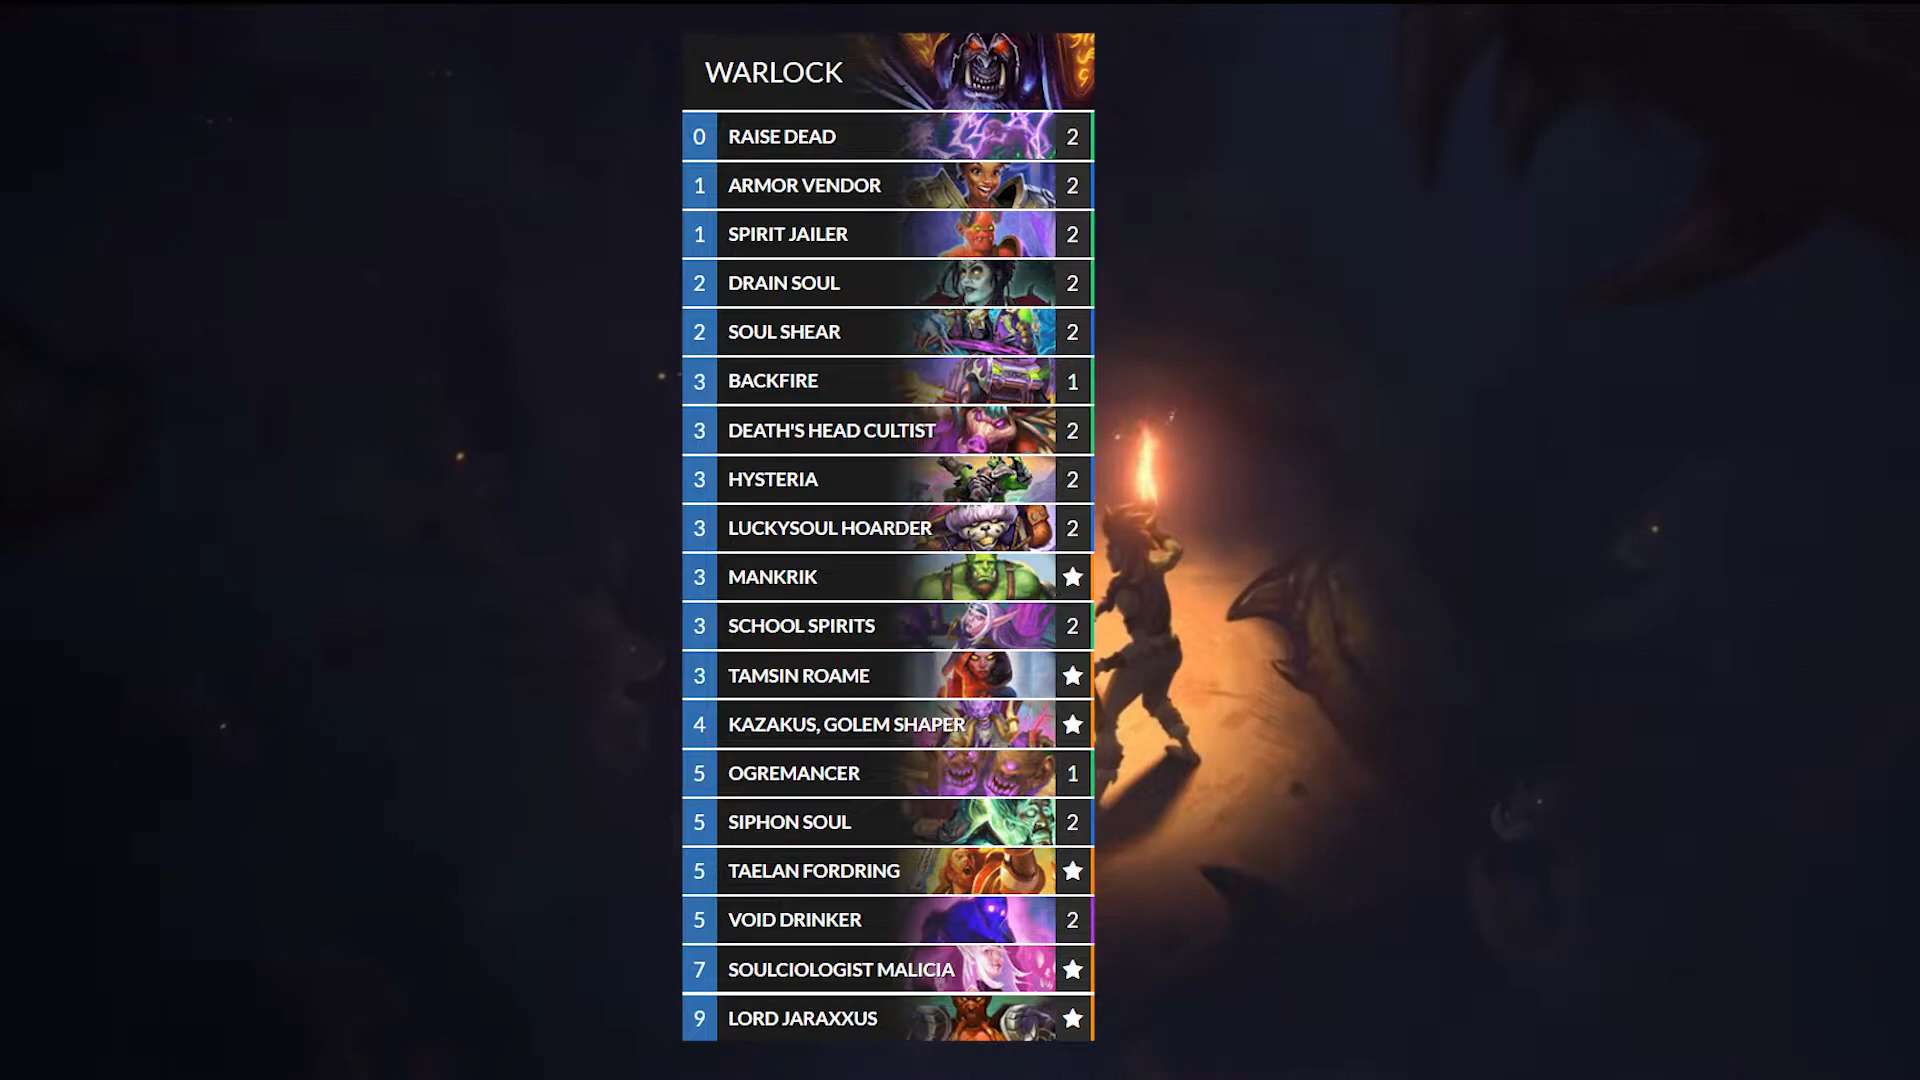 WARLOCK
0 RAISE DEAD 2
1 ARMOR VENDOR 2
1 SPIRIT JAILER 2
2 DRAIN SOUL 2
2 SOUL SHEAR 2
3 BACKFIRE 1
3 DEATH'S HEAD CULTIST 2
3 HYSTERIA 2
3 LUCKYSOUL HOARDER 2
3 MANKRIK ★
3 SCHOOL SPIRITS 2
3 TAMSIN ROAME ★
4 KAZAKUS, GOLEM SHAPER ★
5 OGREMANCER 1
5 SIPHON SOUL 2
5 TAELAN FORDRING ★
5 VOID DRINKER 2
7 SOULCIOLOGIST MALICIA ★
9 LORD JARAXXUS ★